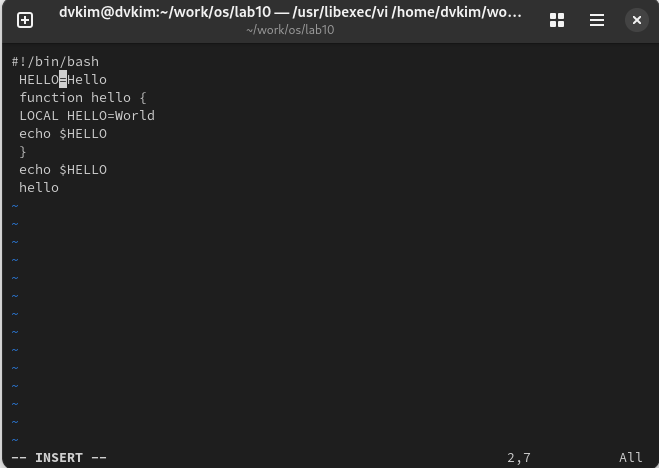 dvkim@dvkim:~/work/os/lab10 — /usr/libexec/vi /home/dvkim/wo…
~/work/os/lab10
#!/bin/bash
HELLO=Hello
function hello {
LOCAL HELLO=World
echo $HELLO
}
echo $HELLO
hello
~
~
~
~
~
~
~
~
~
~
~
~
~
~
-- INSERT -- 2,7 All